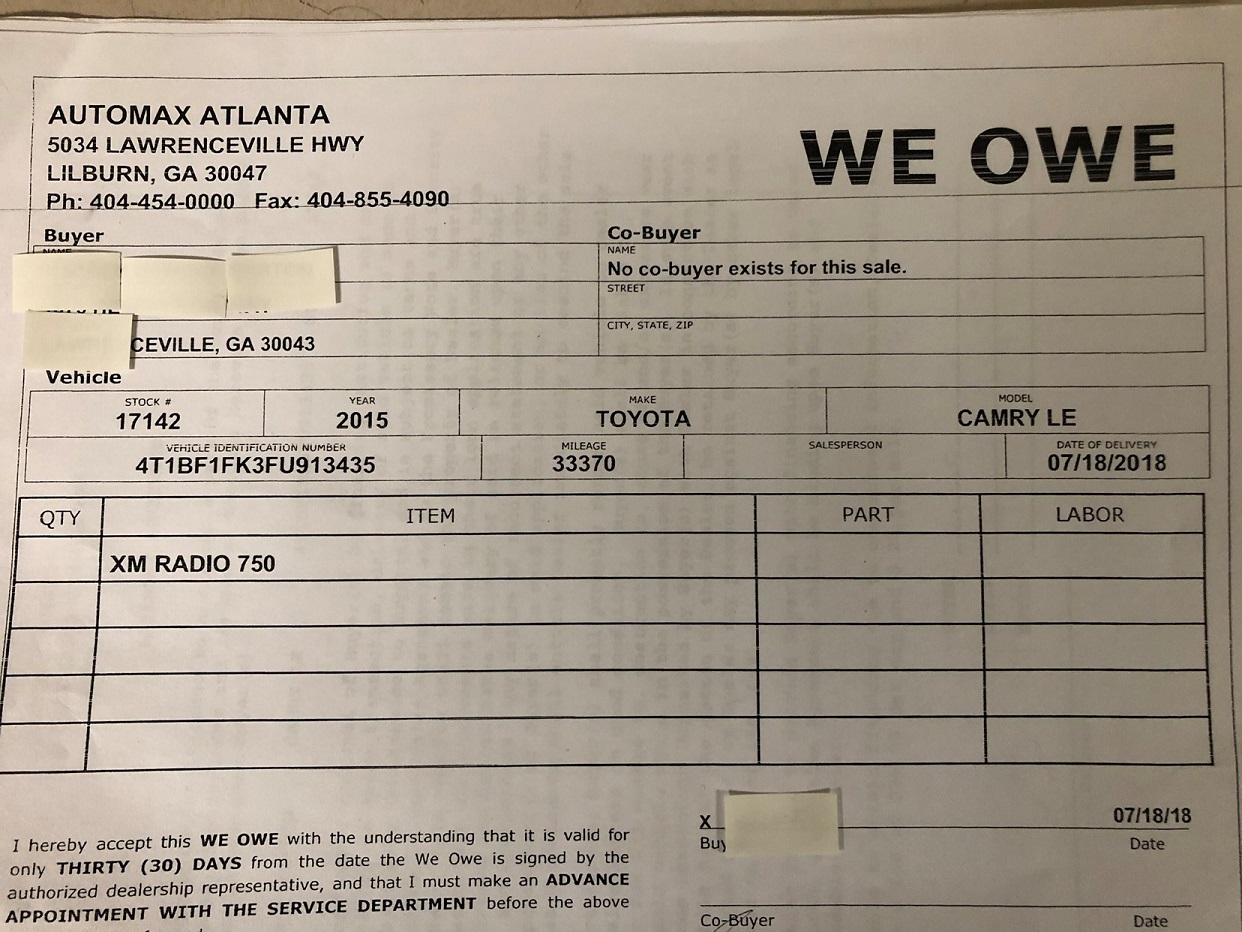 AUTOMAX ATLANTA
5034 LAWRENCEVILLE HWY
LILBURN, GA 30047
Ph: 404-454-0000 Fax: 404-855-4090
WE OWE
Buyer
NAME
CEVILLE, GA 30043
Co-Buyer
NAME
No co-buyer exists for this sale.
STREET
CITY, STATE, ZIP
Vehicle
STOCK # YEAR MAKE MODEL
17142 2015 TOYOTA CAMRY LE
VEHICLE IDENTIFICATION NUMBER MILEAGE SALESPERSON DATE OF DELIVERY
4T1BF1FK3FU913435 33370 07/18/2018
QTY ITEM PART LABOR
XM RADIO 750
I hereby accept this WE OWE with the understanding that it is valid for
only THIRTY (30) DAYS from the date the We Owe is signed by the
authorized dealership representative, and that I must make an ADVANCE
APPOINTMENT WITH THE SERVICE DEPARTMENT before the above
X 07/18/18
Buy Date
Co-Buyer Date